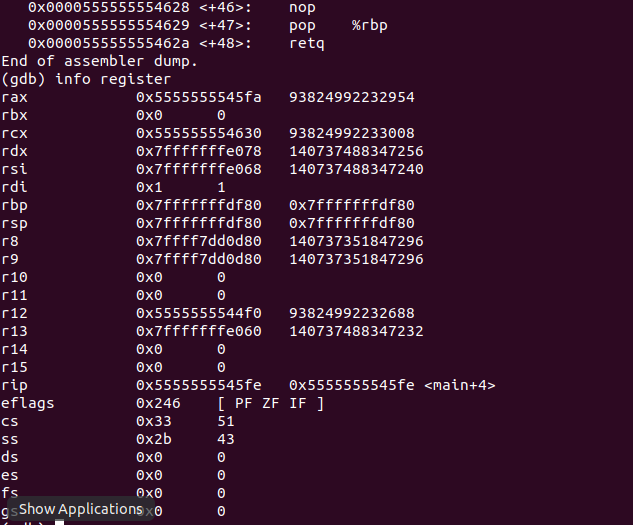 0x0000555555554628 <+46>: nop
0x0000555555554629 <+47>: pop %rbp
0x000055555555462a <+48>: retq
End of assembler dump.
(gdb) info register
rax 0x5555555545fa 93824992232954
rbx 0x0 0
rcx 0x555555554630 93824992233008
rdx 0x7fffffffe078 140737488347256
rsi 0x7fffffffe068 140737488347240
rdi 0x1 1
rbp 0x7fffffffdf80 0x7fffffffdf80
rsp 0x7fffffffdf80 0x7fffffffdf80
r8 0x7ffff7dd0d80 140737351847296
r9 0x7ffff7dd0d80 140737351847296
r10 0x0 0
r11 0x0 0
r12 0x5555555544f0 93824992232688
r13 0x7fffffffe060 140737488347232
r14 0x0 0
r15 0x0 0
rip 0x5555555545fe 0x5555555545fe <main+4>
eflags 0x246 [ PF ZF IF ]
cs 0x33 51
ss 0x2b 43
ds 0x0 0
es 0x0 0
fs 0x0 0
gs 0x0 0
Show Applications
(gdb)